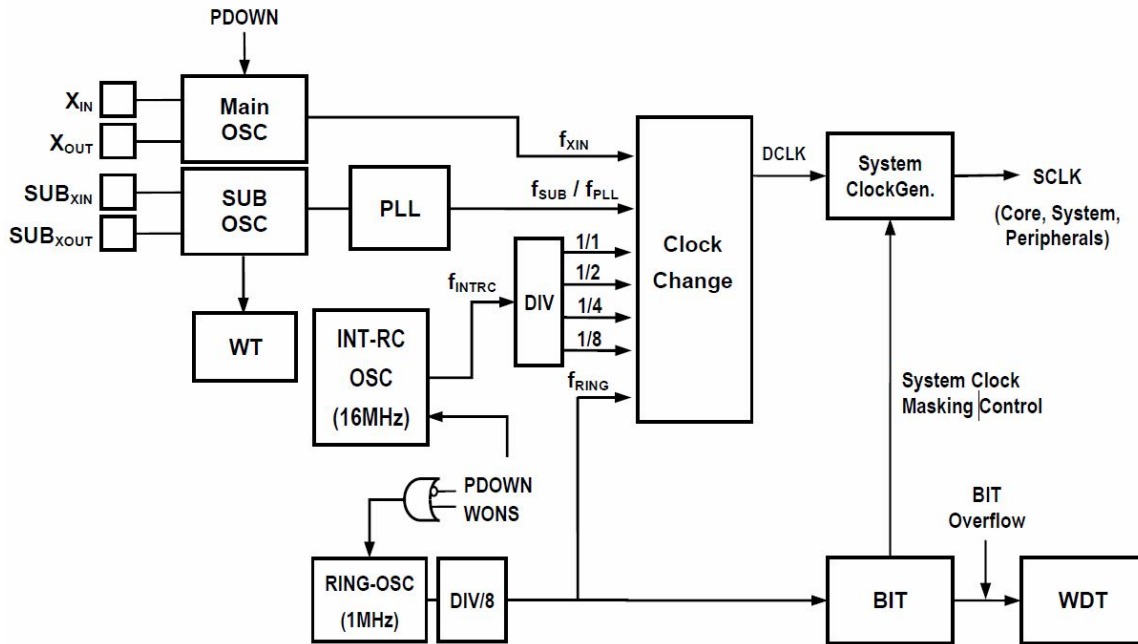 PDOWN
XIN
XOUT
Main
OSC
SUBXIN
SUBXOUT
SUB
OSC
PLL
WT
fXIN
fSUB / fPLL
fINTRC
DIV
1/1
1/2
1/4
1/8
INT-RC
OSC
(16MHz)
fRING
Clock
Change
DCLK
System
ClockGen.
SCLK
(Core, System,
Peripherals)
System Clock
Masking Control
PDOWN
WONS
RING-OSC
(1MHz)
DIV/8
BIT
BIT
Overflow
WDT